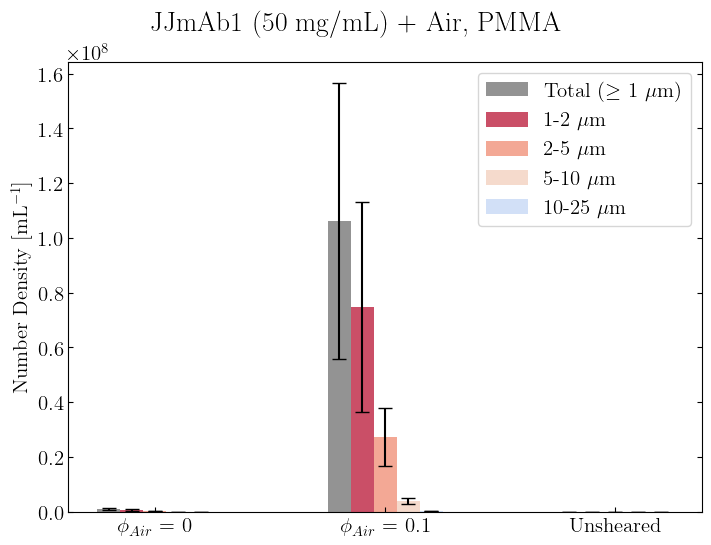 JJmAb1 (50 mg/mL) + Air, PMMA
×10⁸
1.6
1.4
1.2
1.0
0.8
0.6
0.4
0.2
0.0
Number Density [mL⁻¹]
Total (≥ 1 μm)
1-2 μm
2-5 μm
5-10 μm
10-25 μm
ϕ_Air = 0
ϕ_Air = 0.1
Unsheared